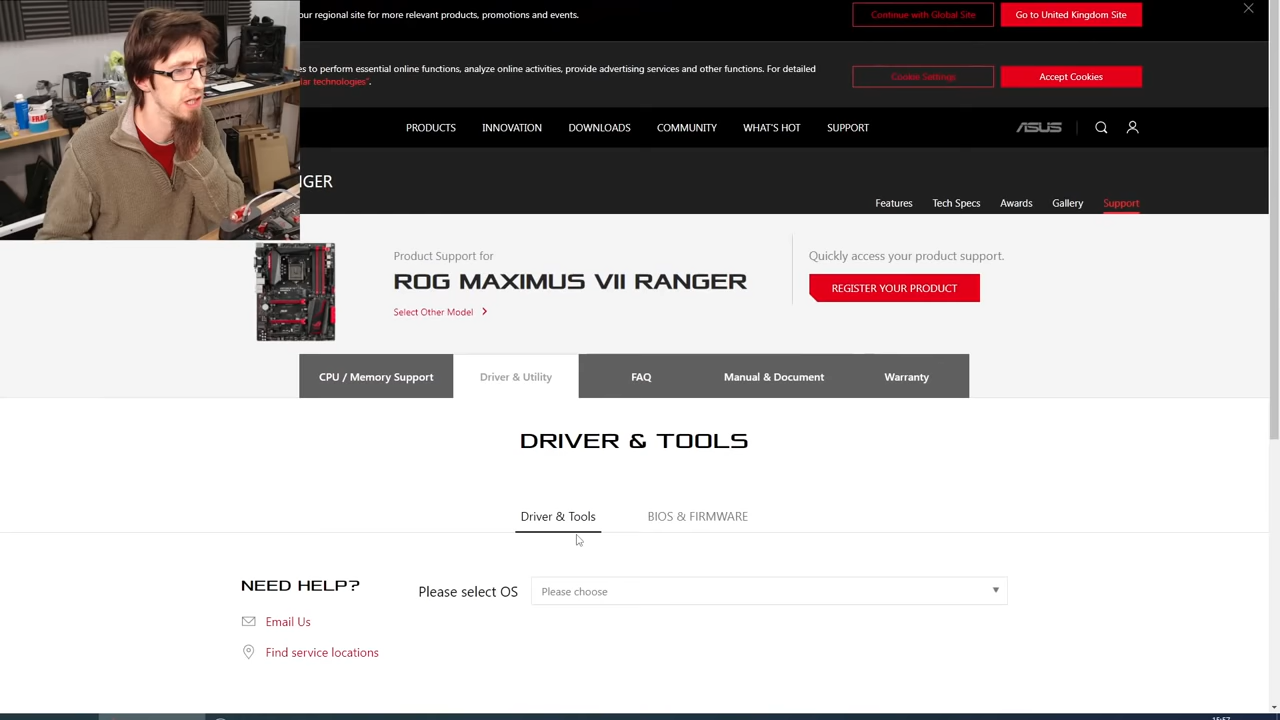 our regional site for more relevant products, promotions and events.
Continue with Global Site
Go to United Kingdom Site
es to perform essential online functions, analyze online activities, provide advertising services and other functions. For detailed
lar technologies".
Cookie Settings
Accept Cookies
PRODUCTS INNOVATION DOWNLOADS COMMUNITY WHAT'S HOT SUPPORT
ASUS
NGER
Features Tech Specs Awards Gallery Support
Product Support for
ROG MAXIMUS VII RANGER
Select Other Model
Quickly access your product support.
REGISTER YOUR PRODUCT
CPU / Memory Support Driver & Utility FAQ Manual & Document Warranty
DRIVER & TOOLS
Driver & Tools BIOS & FIRMWARE
NEED HELP?
Email Us
Find service locations
Please select OS Please choose
15:57